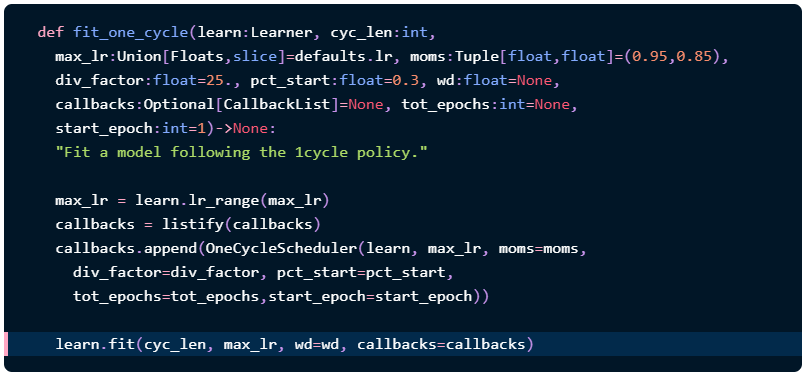 def fit_one_cycle(learn:Learner, cyc_len:int,
max_lr:Union[Floats,slice]=defaults.lr, moms:Tuple[float,float]=(0.95,0.85),
div_factor:float=25., pct_start:float=0.3, wd:float=None,
callbacks:Optional[CallbackList]=None, tot_epochs:int=None,
start_epoch:int=1)->None:
"Fit a model following the 1cycle policy."
max_lr = learn.lr_range(max_lr)
callbacks = listify(callbacks)
callbacks.append(OneCycleScheduler(learn, max_lr, moms=moms,
div_factor=div_factor, pct_start=pct_start,
tot_epochs=tot_epochs,start_epoch=start_epoch))
learn.fit(cyc_len, max_lr, wd=wd, callbacks=callbacks)